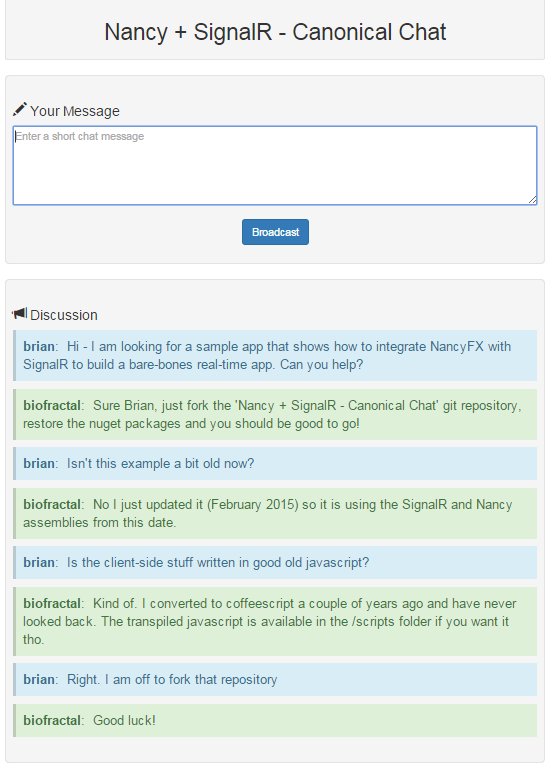 Nancy + SignalR - Canonical Chat
Your Message
Enter a short chat message
Broadcast
Discussion
brian: Hi - I am looking for a sample app that shows how to integrate NancyFX with
SignalR to build a bare-bones real-time app. Can you help?
biofractal: Sure Brian, just fork the 'Nancy + SignalR - Canonical Chat' git repository,
restore the nuget packages and you should be good to go!
brian: Isn't this example a bit old now?
biofractal: No I just updated it (February 2015) so it is using the SignalR and Nancy
assemblies from this date.
brian: Is the client-side stuff written in good old javascript?
biofractal: Kind of. I converted to coffeescript a couple of years ago and have never
looked back. The transpiled javascript is available in the /scripts folder if you want it
tho.
brian: Right. I am off to fork that repository
biofractal: Good luck!